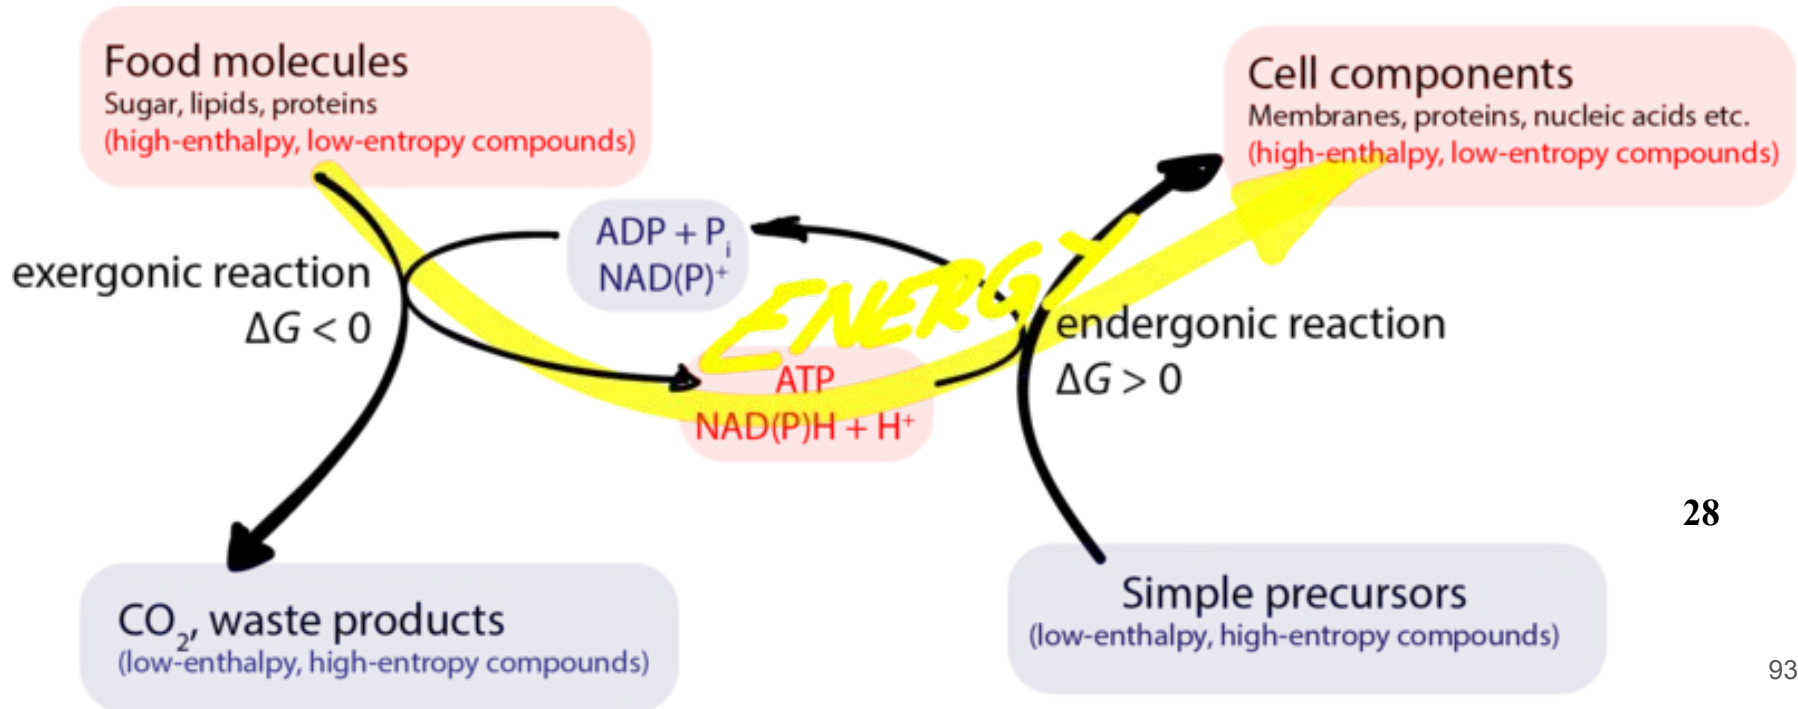 Food molecules
Sugar, lipids, proteins
(high-enthalpy, low-entropy compounds)
Cell components
Membranes, proteins, nucleic acids etc.
(high-enthalpy, low-entropy compounds)
exergonic reaction
ΔG < 0
ADP + Pᵢ
NAD(P)⁺
ENERGY
ATP
NAD(P)H + H⁺
endergonic reaction
ΔG > 0
28
CO₂, waste products
(low-enthalpy, high-entropy compounds)
Simple precursors
(low-enthalpy, high-entropy compounds)
93